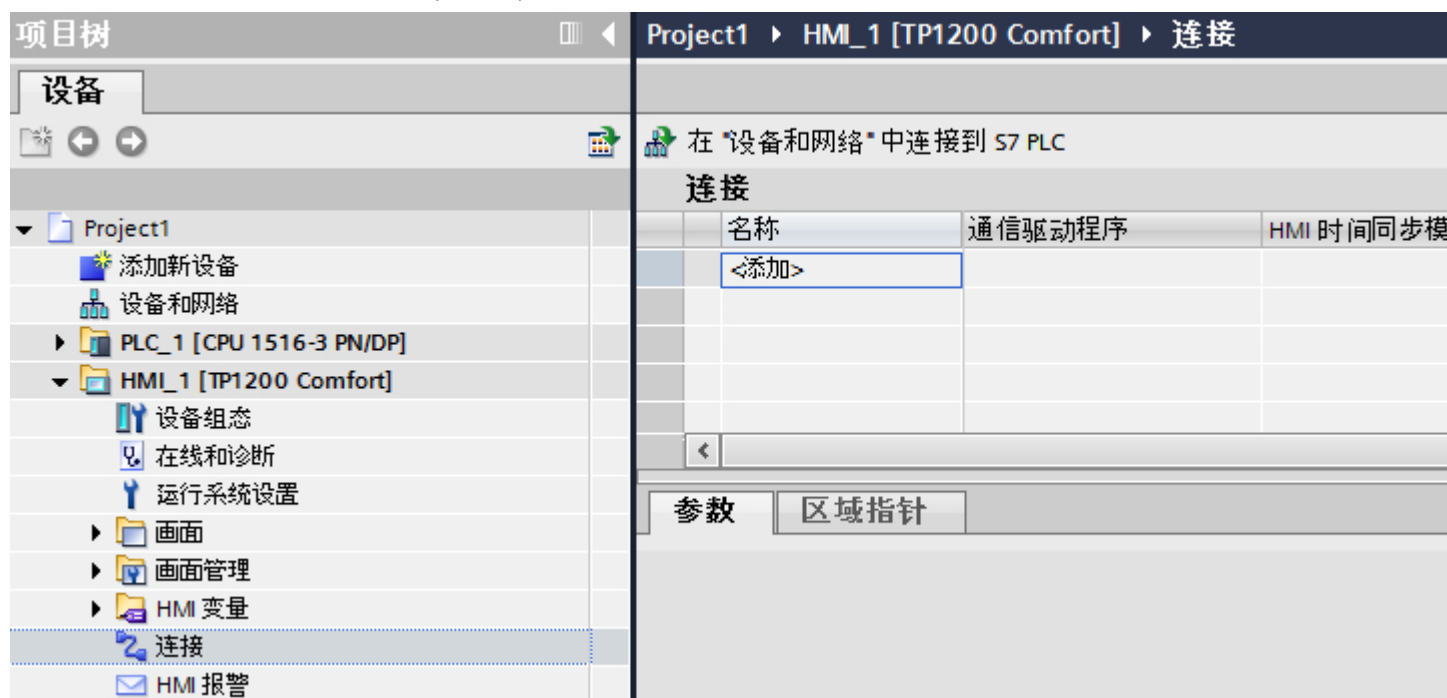 项目树
设备
Project1
添加新设备
设备和网络
PLC_1 [CPU 1516-3 PN/DP]
HMI_1 [TP1200 Comfort]
设备组态
在线和诊断
运行系统设置
画面
画面管理
HMI 变量
连接
HMI 报警
Project1 ▸ HMI_1 [TP1200 Comfort] ▸ 连接
在 "设备和网络" 中连接到 S7 PLC
连接
名称 通信驱动程序 HMI 时间同步模
<添加>
参数 区域指针